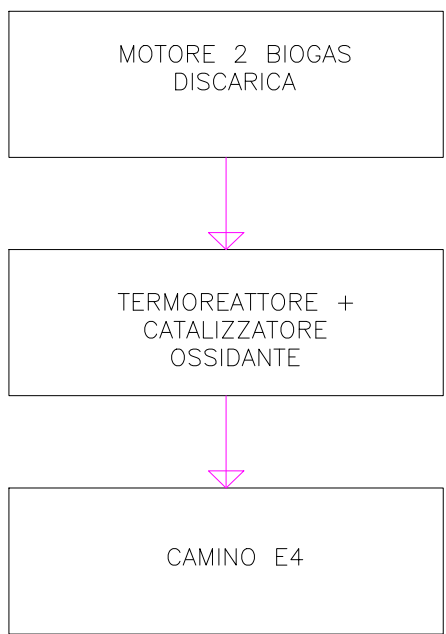 MOTORE 2 BIOGAS
DISCARICA
TERMOREATTORE +
CATALIZZATORE
OSSIDANTE
CAMINO E4